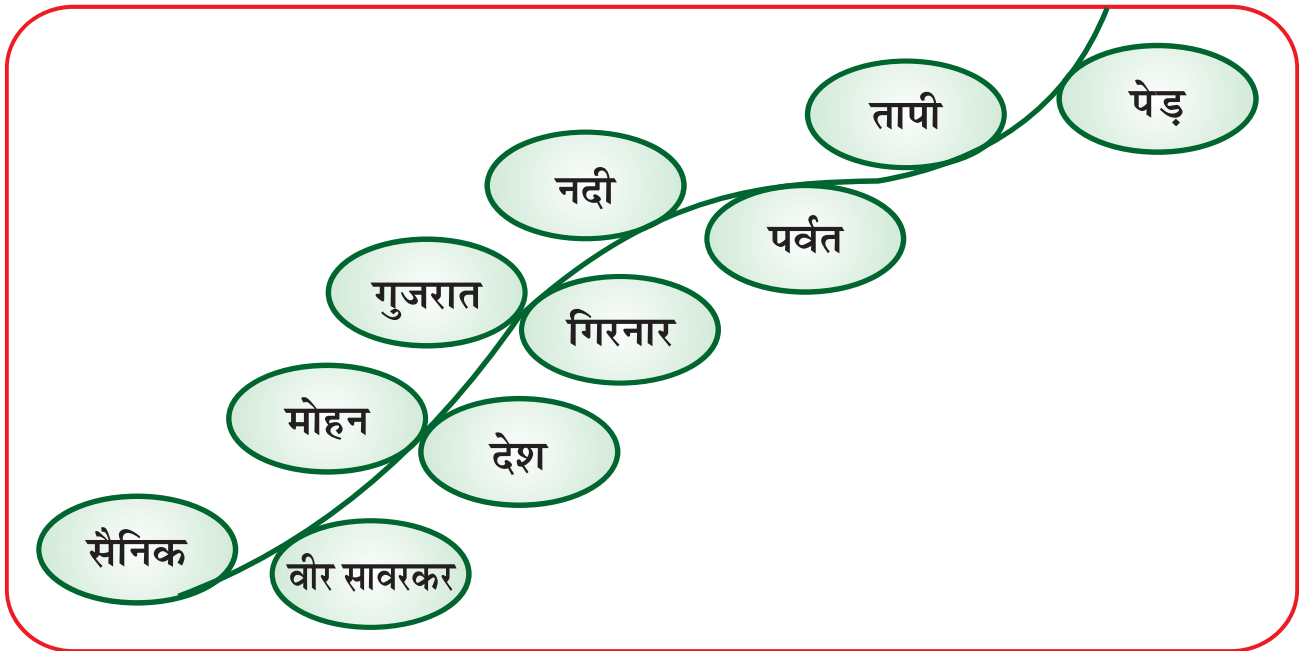 पेड़
तापी
नदी
पर्वत
गुजरात
गिरनार
मोहन
देश
सैनिक
वीर सावरकर